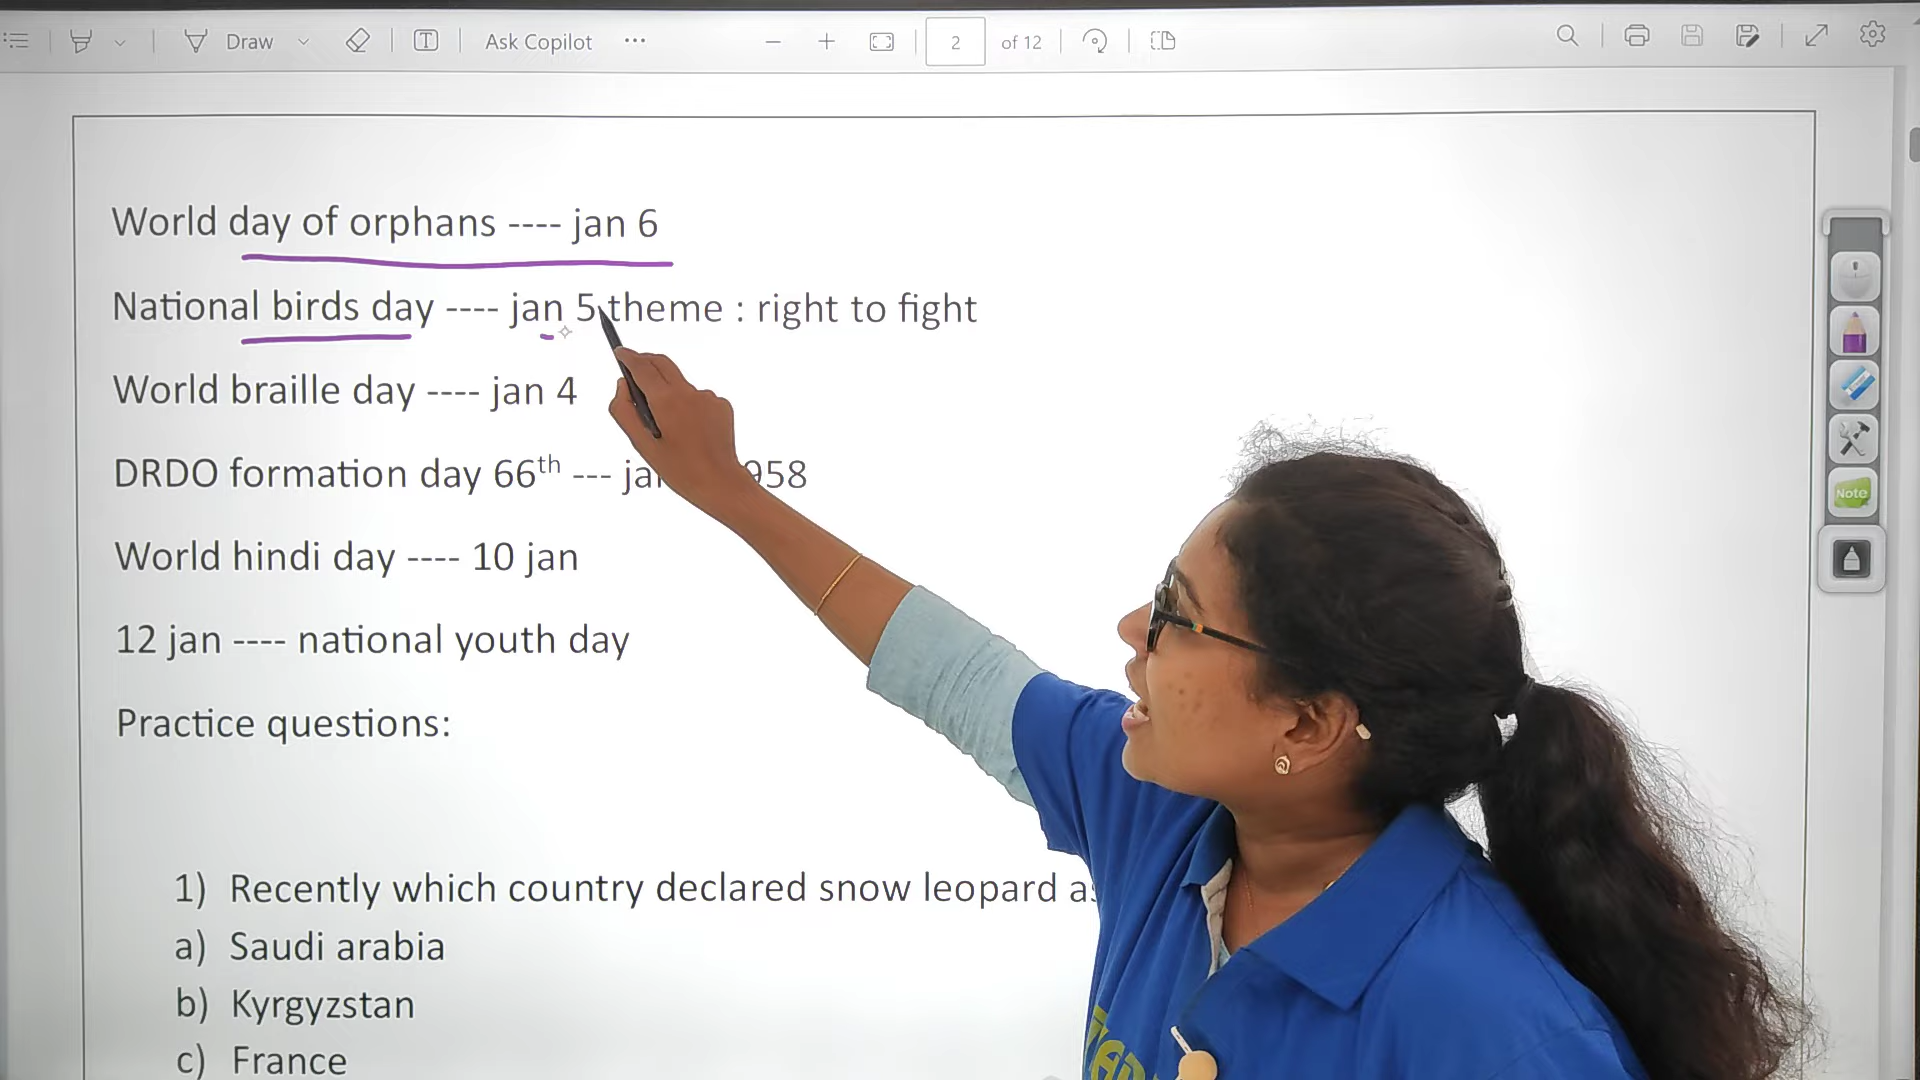 Draw
Ask Copilot
2 of 12
World day of orphans ---- jan 6
National birds day ---- jan 5 theme : right to fight
World braille day ---- jan 4
DRDO formation day 66th --- 958
World hindi day ---- 10 jan
12 jan ---- national youth day
Practice questions:
1) Recently which country declared snow leopard
a) Saudi arabia
b) Kyrgyzstan
c) France
Note